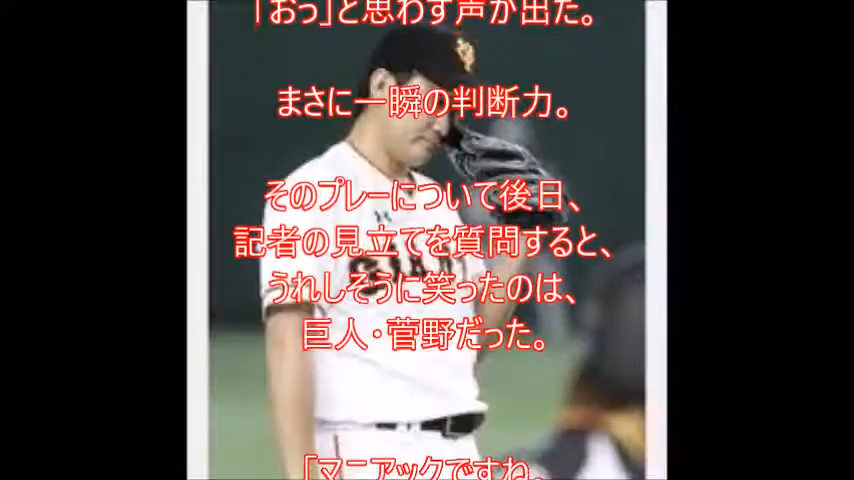 「おっ」と思わず声が出た。
まさに一瞬の判断力。
そのプレーについて後日、
記者の見立てを質問すると、
うれしそうに笑ったのは、
巨人・菅野だった。
「マニアックですね。